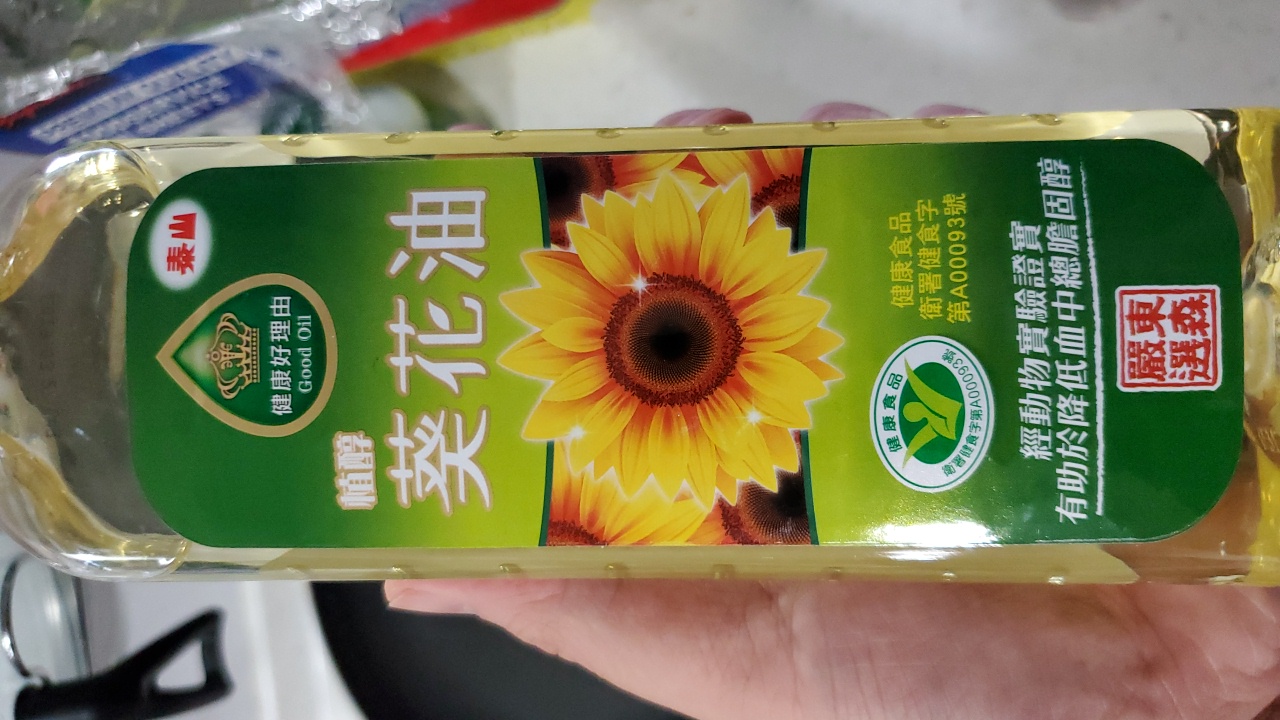 泰山
健康好理由
Good Oil
植醇
葵花油
健康食品
衛署健食字
第A00093號
健康食品
衛署健食字第A00093號
經動物實驗證實
有助於降低血中總膽固醇
東森
嚴選